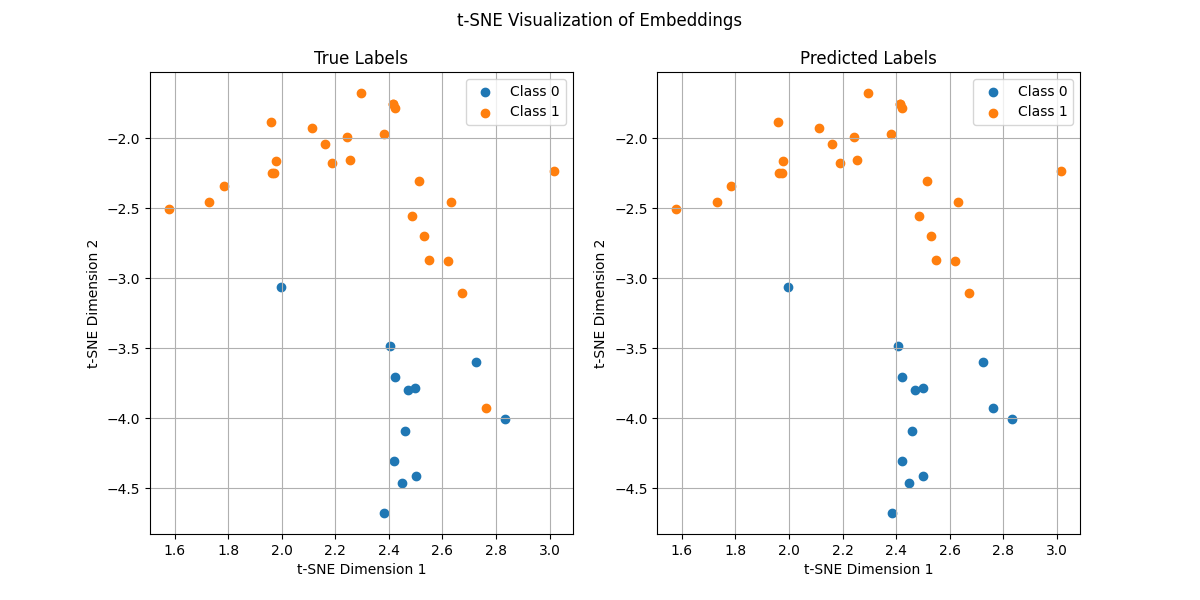 t-SNE Visualization of Embeddings
True Labels
Class 0
Class 1
−2.0
−2.5
−3.0
−3.5
−4.0
−4.5
t-SNE Dimension 2
1.6 1.8 2.0 2.2 2.4 2.6 2.8 3.0
t-SNE Dimension 1
Predicted Labels
Class 0
Class 1
−2.0
−2.5
−3.0
−3.5
−4.0
−4.5
t-SNE Dimension 2
1.6 1.8 2.0 2.2 2.4 2.6 2.8 3.0
t-SNE Dimension 1